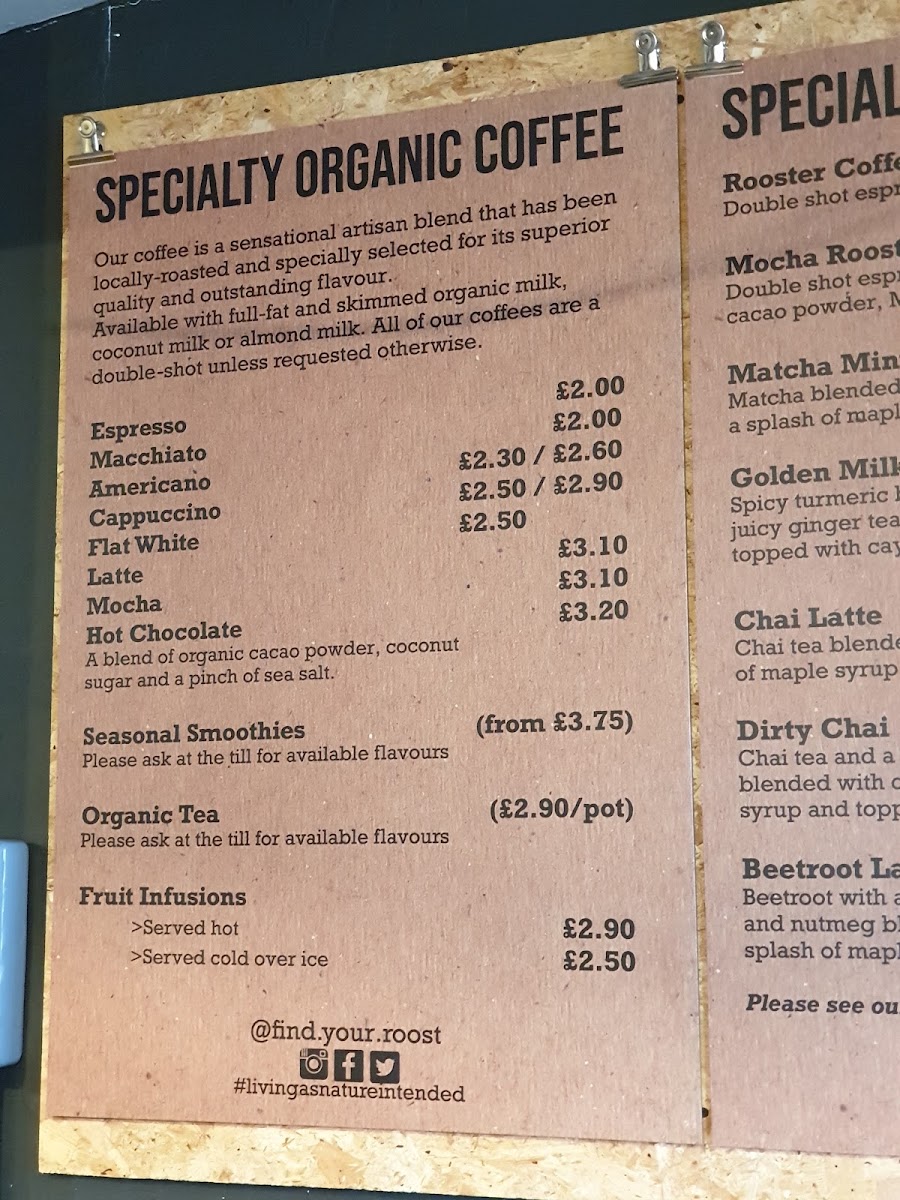 SPECIALTY ORGANIC COFFEE
Our coffee is a sensational artisan blend that has been
locally-roasted and specially selected for its superior
quality and outstanding flavour.
Available with full-fat and skimmed organic milk,
coconut milk or almond milk. All of our coffees are a
double-shot unless requested otherwise.
Espresso £2.00
Macchiato £2.00
Americano £2.30 / £2.60
Cappuccino £2.50 / £2.90
Flat White £2.50
Latte £3.10
Mocha £3.10
Hot Chocolate £3.20
A blend of organic cacao powder, coconut
sugar and a pinch of sea salt.
Seasonal Smoothies (from £3.75)
Please ask at the till for available flavours
Organic Tea (£2.90/pot)
Please ask at the till for available flavours
Fruit Infusions
>Served hot £2.90
>Served cold over ice £2.50
@find.your.roost
#livingasnatureintended
SPECIAL
Rooster Coffe
Double shot espr
Mocha Roost
Double shot espr
cacao powder, M
Matcha Min
Matcha blended
a splash of mapl
Golden Milk
Spicy turmeric
juicy ginger tea
topped with cay
Chai Latte
Chai tea blende
of maple syrup
Dirty Chai
Chai tea and a
blended with c
syrup and topp
Beetroot La
Beetroot with a
and nutmeg bl
splash of mapl
Please see ou